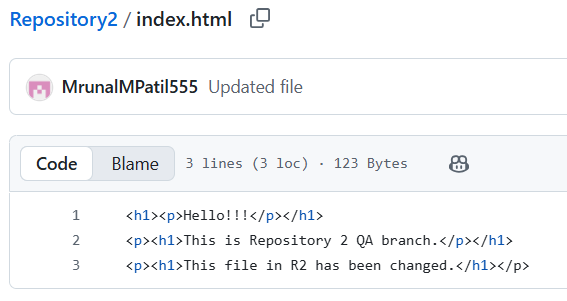 Repository2 / index.html
MrunalMPatil555 Updated file
Code Blame 3 lines (3 loc) · 123 Bytes
1 <h1><p>Hello!!!</p></h1>
2 <p><h1>This is Repository 2 QA branch.</p></h1>
3 <p><h1>This file in R2 has been changed.</h1></p>